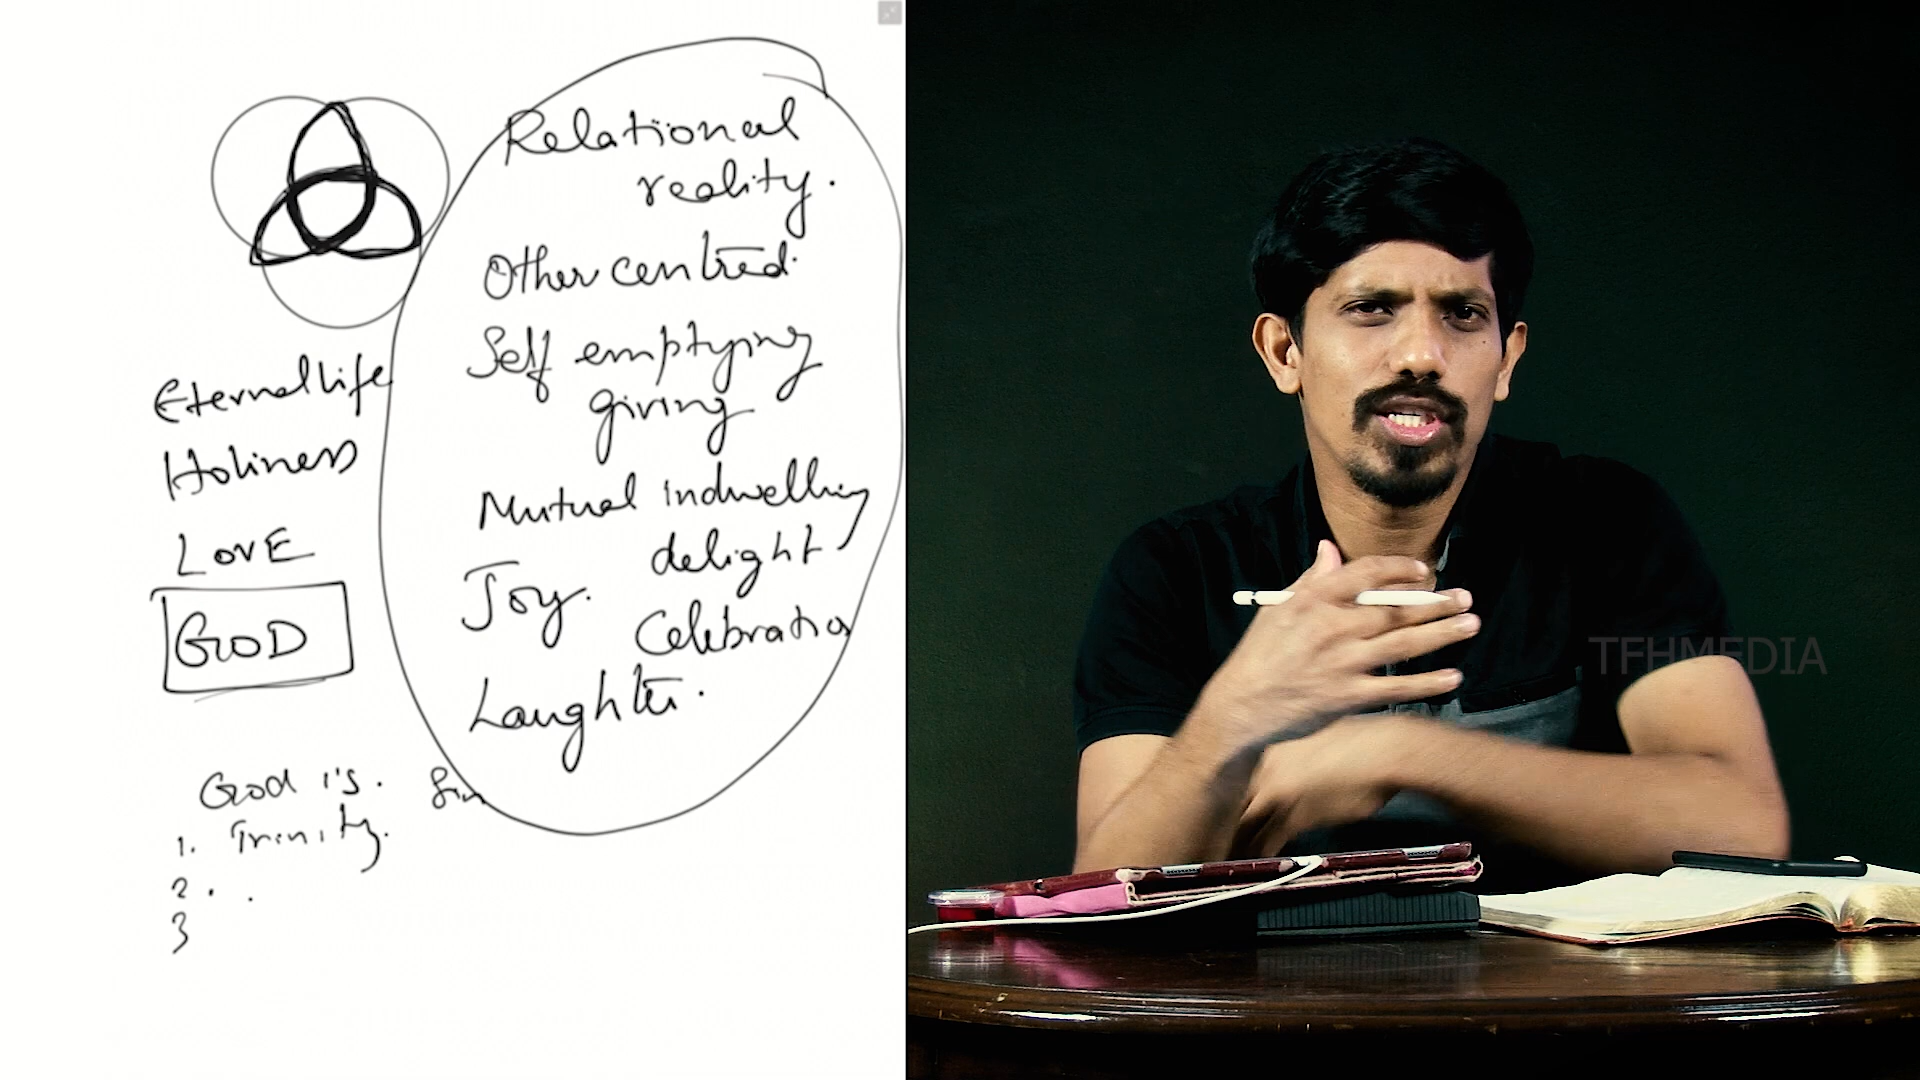 Relational
reality.
Other centred.
Self emptying
giving
Mutual indwelling
delight
Joy.
Celebration
Laughter.
Eternal life
Holiness
LOVE
GOD
God is.
Sin
1. Trinity.
2. .
3
TFHMEDIA